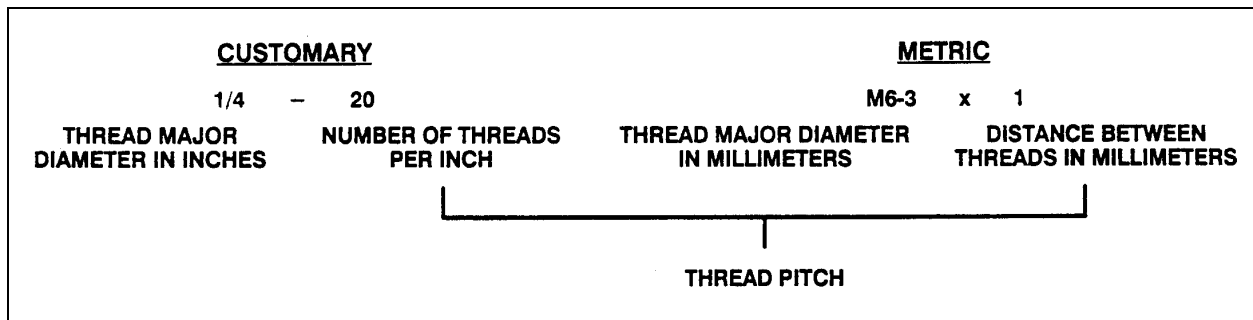 CUSTOMARY
METRIC
1/4 – 20
M6-3 x 1
THREAD MAJOR
DIAMETER IN INCHES
NUMBER OF THREADS
PER INCH
THREAD MAJOR DIAMETER
IN MILLIMETERS
DISTANCE BETWEEN
THREADS IN MILLIMETERS
THREAD PITCH